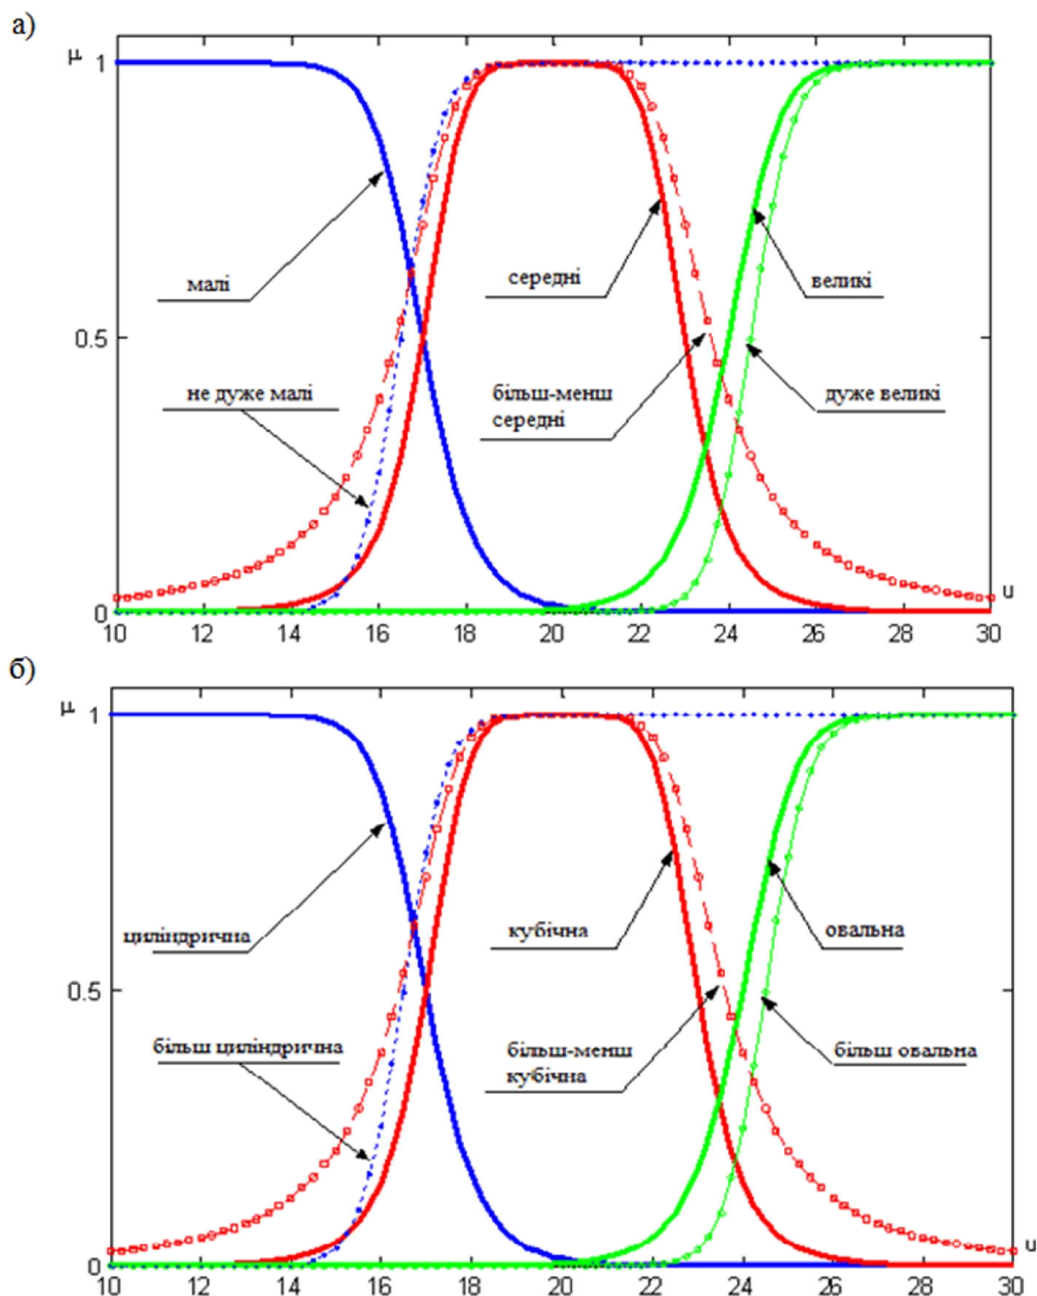 а)
μ
1
малі
середні
великі
0.5
не дуже малі
більш-менш
середні
дуже великі
0
u
10 12 14 16 18 20 22 24 26 28 30
б)
μ
1
циліндрична
кубічна
овальна
0.5
більш циліндрична
більш-менш
кубічна
більш овальна
0
u
10 12 14 16 18 20 22 24 26 28 30